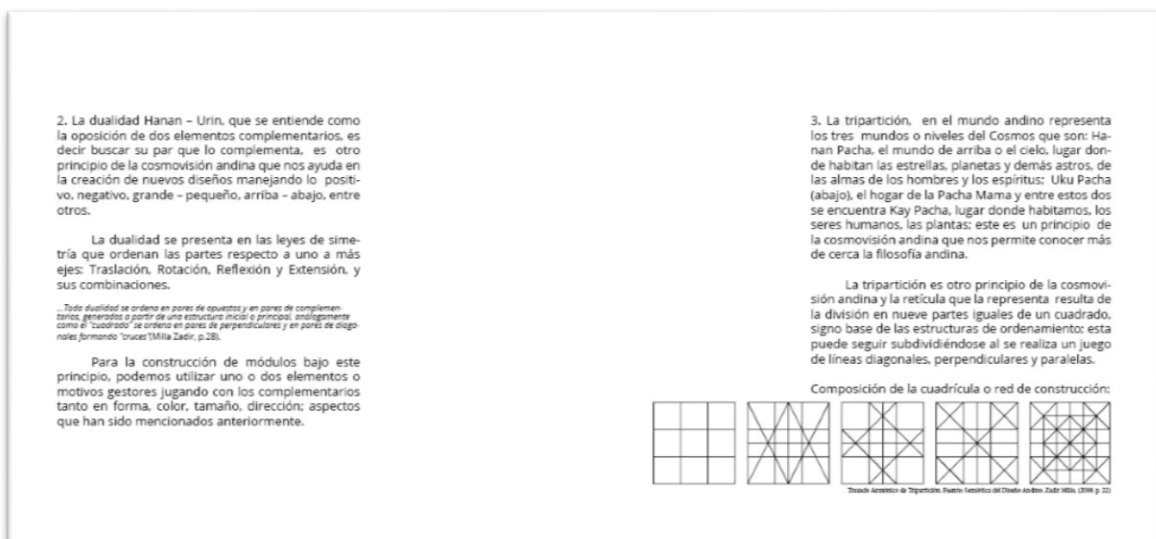 2. La dualidad Hanan – Urin, que se entiende como
la oposición de dos elementos complementarios, es
decir buscar su par que lo complementa, es otro
principio de la cosmovisión andina que nos ayuda en
la creación de nuevos diseños manejando lo positi-
vo, negativo, grande – pequeño, arriba – abajo, entre
otros.
La dualidad se presenta en las leyes de sime-
tría que ordenan las partes respecto a uno a más
ejes: Traslación, Rotación, Reflexión y Extensión, y
sus combinaciones.
...Toda dualidad se ordena en pares de opuestos y en pares de complemen-
tarios, generados a partir de una estructura inicial o principal, análogamente
como el "cuadrado" se ordena en pares de perpendiculares y en pares de diago-
nales formando "cruces"(Milla Zadir, p.28).
Para la construcción de módulos bajo este
principio, podemos utilizar uno o dos elementos o
motivos gestores jugando con los complementarios
tanto en forma, color, tamaño, dirección; aspectos
que han sido mencionados anteriormente.
3. La tripartición, en el mundo andino representa
los tres mundos o niveles del Cosmos que son: Ha-
nan Pacha, el mundo de arriba o el cielo, lugar don-
de habitan las estrellas, planetas y demás astros, de
las almas de los hombres y los espíritus; Uku Pacha
(abajo), el hogar de la Pacha Mama y entre estos dos
se encuentra Kay Pacha, lugar donde habitamos, los
seres humanos, las plantas; este es un principio de
la cosmovisión andina que nos permite conocer más
de cerca la filosofía andina.
La tripartición es otro principio de la cosmovi-
sión andina y la retícula que la representa resulta de
la división en nueve partes iguales de un cuadrado,
signo base de las estructuras de ordenamiento; esta
puede seguir subdividiéndose al se realiza un juego
de líneas diagonales, perpendiculares y paralelas.
Composición de la cuadrícula o red de construcción:
Trazado Armónico de Tripartición, Fuente: Semiótica del Diseño Andino. Zadir Milla, (2008, p. 22)